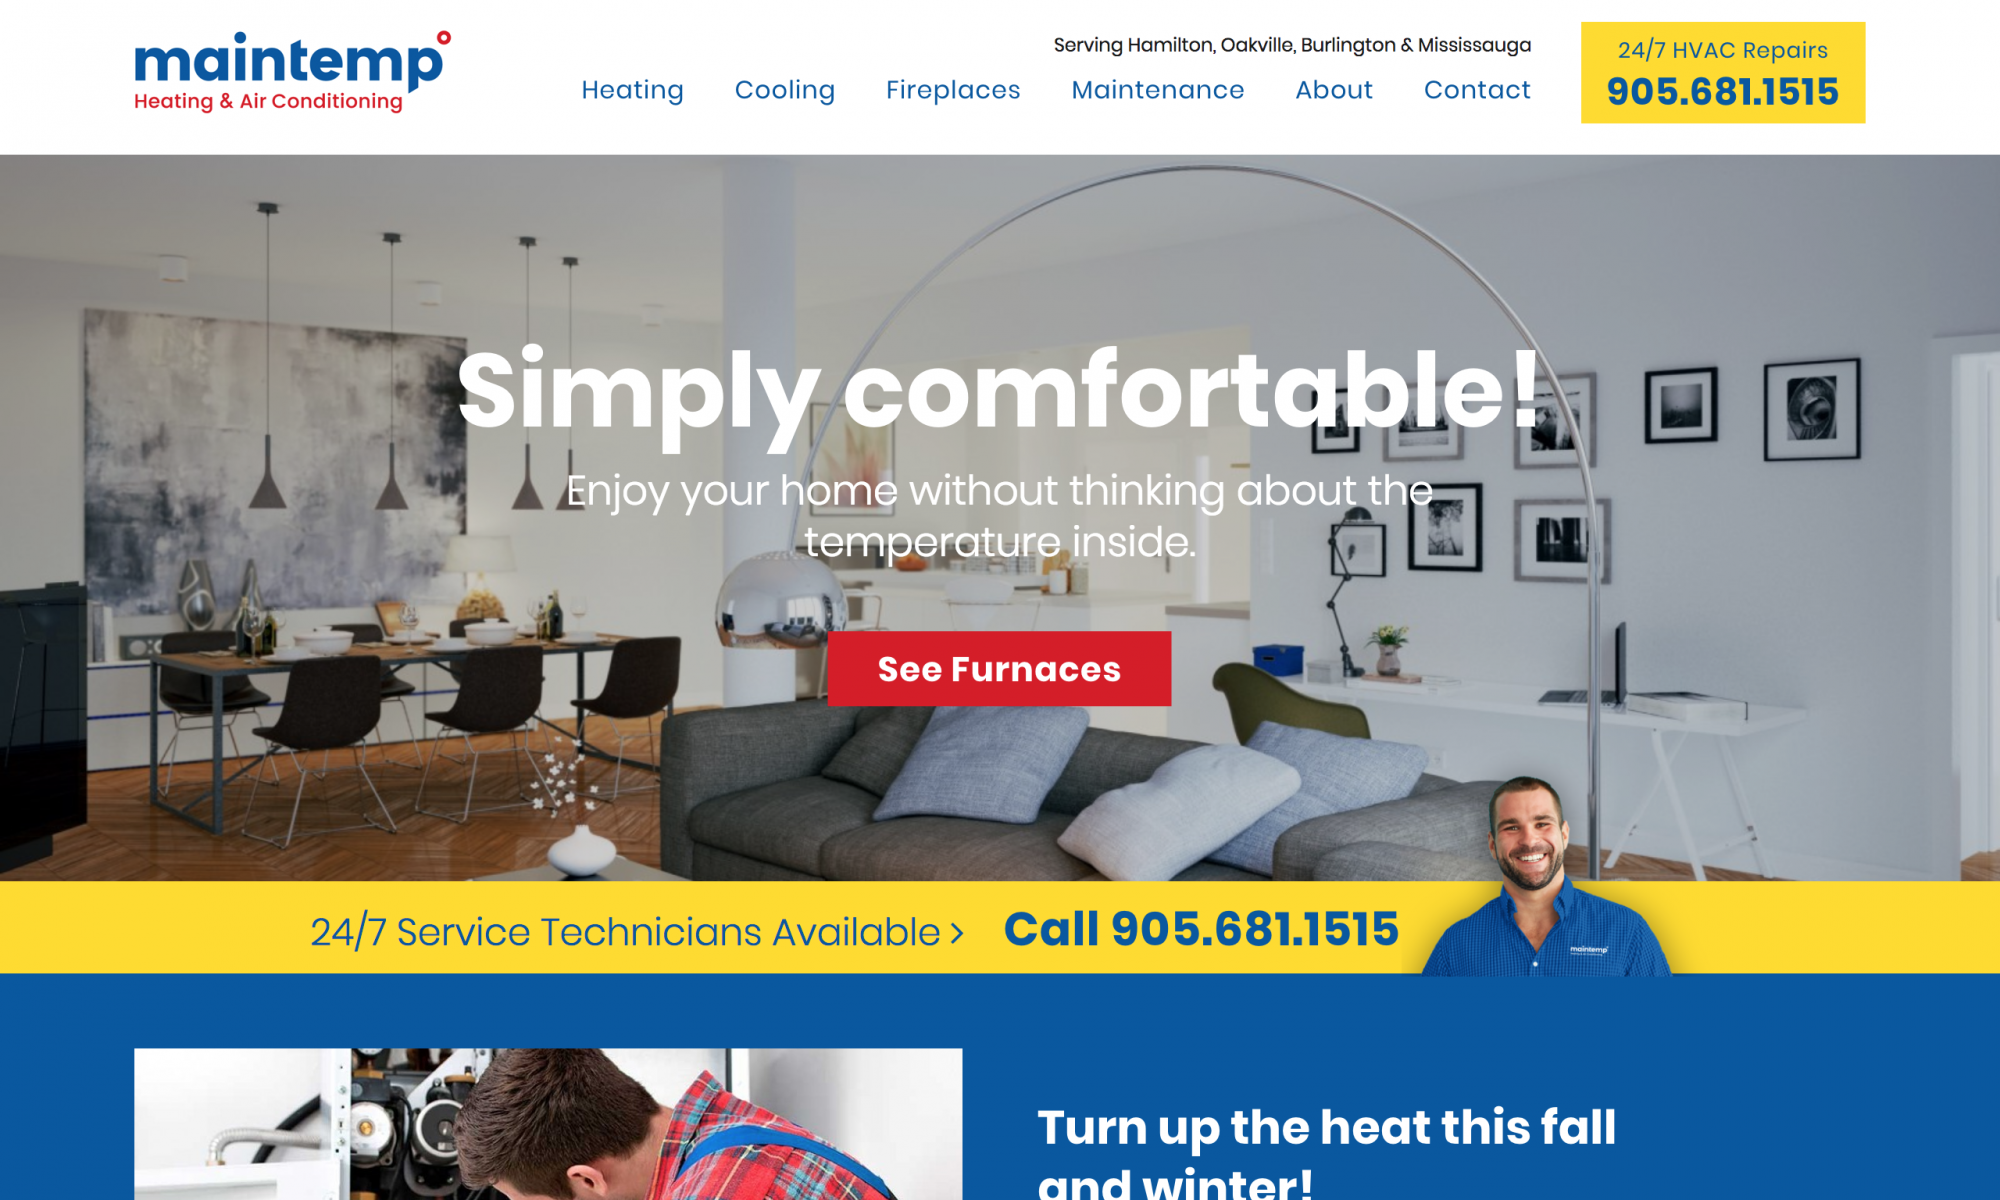 maintemp°
Heating & Air Conditioning
Serving Hamilton, Oakville, Burlington & Mississauga
Heating
Cooling
Fireplaces
Maintenance
About
Contact
24/7 HVAC Repairs
905.681.1515
Simply comfortable!
Enjoy your home without thinking about the
temperature inside.
See Furnaces
24/7 Service Technicians Available >
Call 905.681.1515
maintemp°
Turn up the heat this fall
and winter!